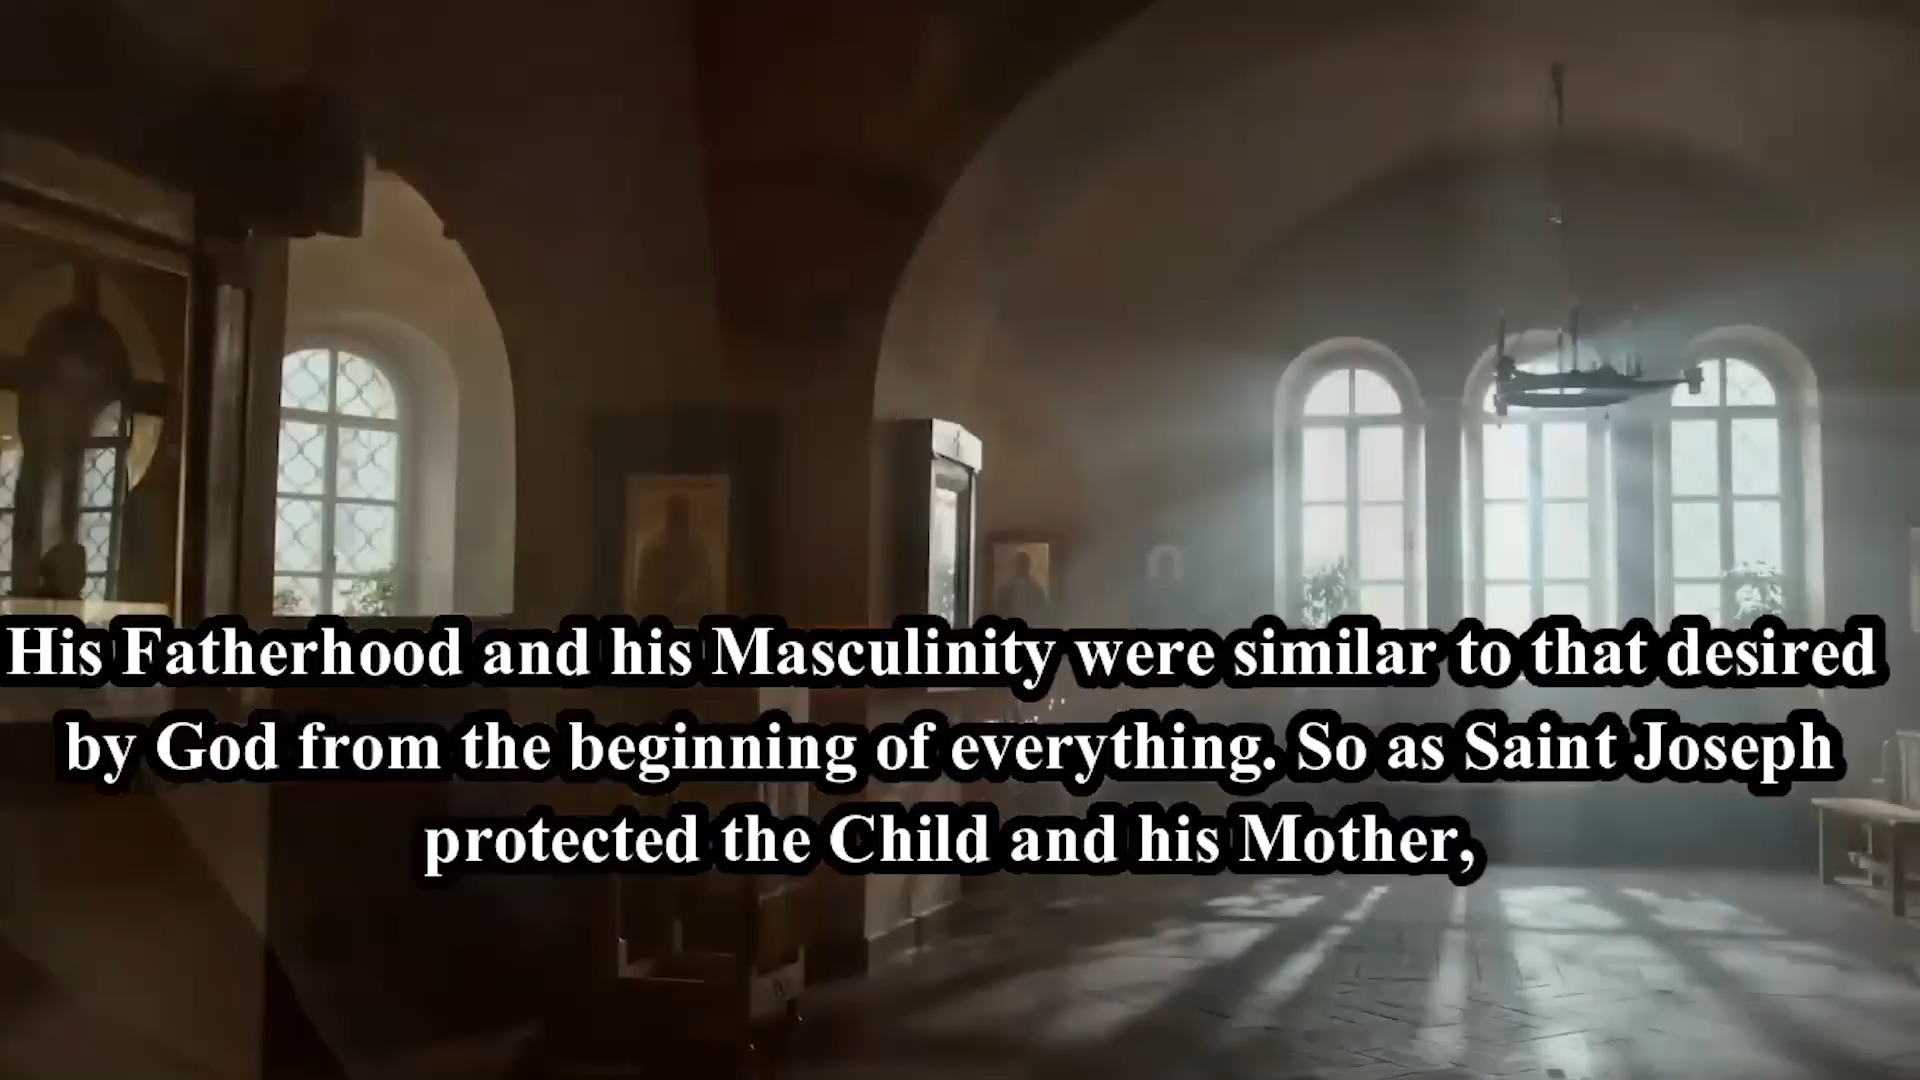 His Fatherhood and his Masculinity were similar to that desired
by God from the beginning of everything. So as Saint Joseph
protected the Child and his Mother,